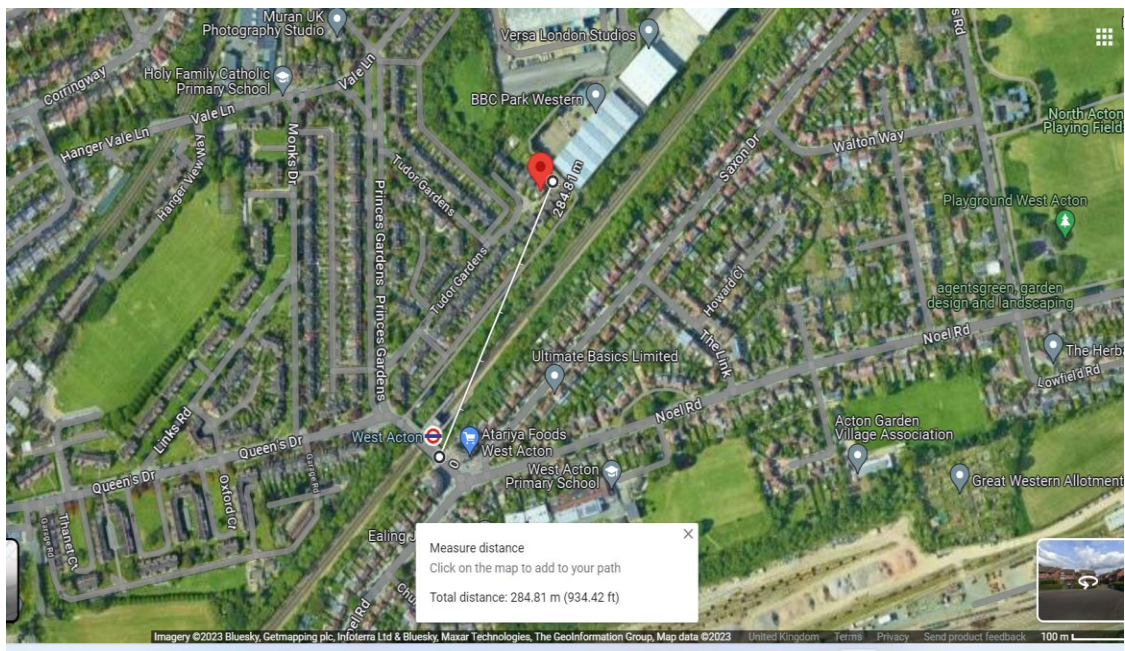 Muran UK
Photography Studio
Versa London Studios
Corringway
Holy Family Catholic
Primary School
Vale Ln
BBC Park Western
Vale Ln
Hanger Vale Ln
North Acton
Playing Fields
Walton Way
Monks Dr
Hanger View Way
Saxon Dr
Tudor Gardens
284.81 m
Princes Gardens
Playground West Acton
Tudor Gardens
Howard Cl
agentsgreen, garden
design and landscaping
Princes Gardens
The Link
Noel Rd
Ultimate Basics Limited
The Herba
Lowfield Rd
Noel Rd
Links Rd
Acton Garden
Village Association
West Acton
Atariya Foods
West Acton
Queen's Dr
0
Queen's Dr
West Acton
Primary School
Garage Rd
Oxford Ct
Great Western Allotment
Thanet Ct
Garage Rd
Ealing J
Measure distance
Click on the map to add to your path
Total distance: 284.81 m (934.42 ft)
Imagery ©2023 Bluesky, Getmapping plc, Infoterra Ltd & Bluesky, Maxar Technologies, The GeoInformation Group, Map data ©2023 United Kingdom Terms Privacy Send product feedback 100 m